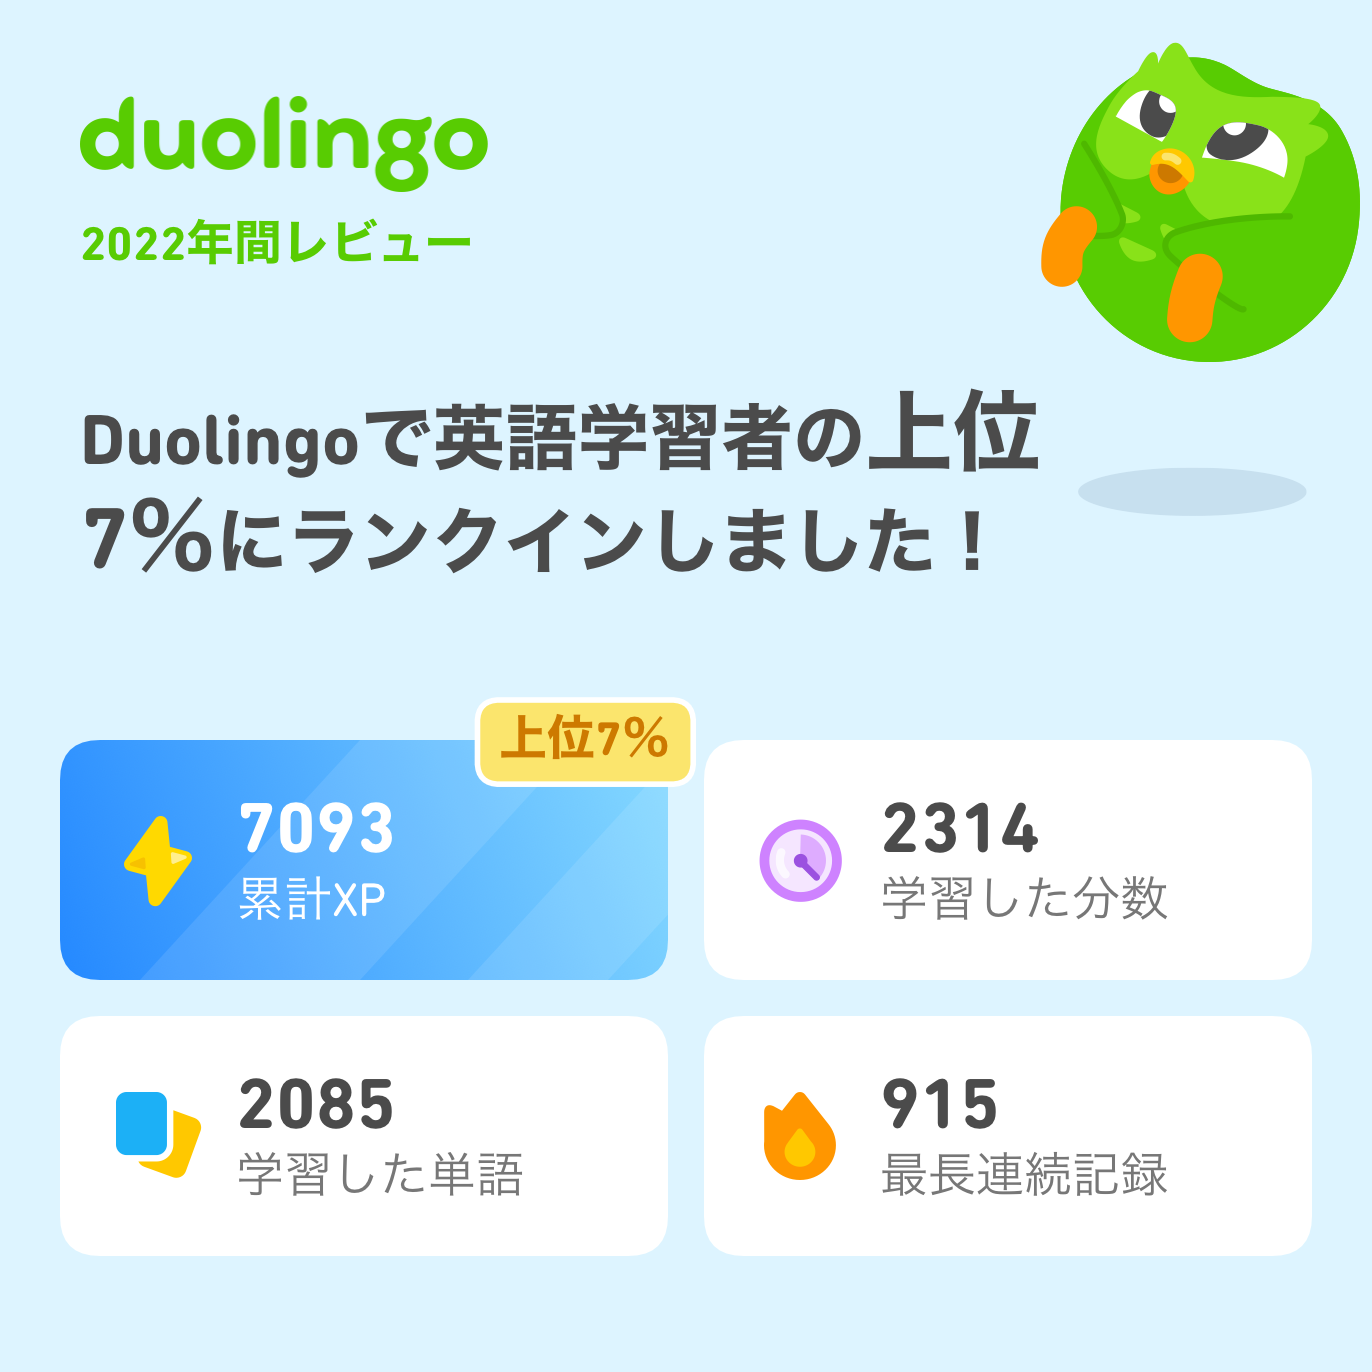 duolingo
2022年間レビュー
Duolingoで英語学習者の上位
7%にランクインしました！
上位7%
7093
累計XP
2314
学習した分数
2085
学習した単語
915
最長連続記録